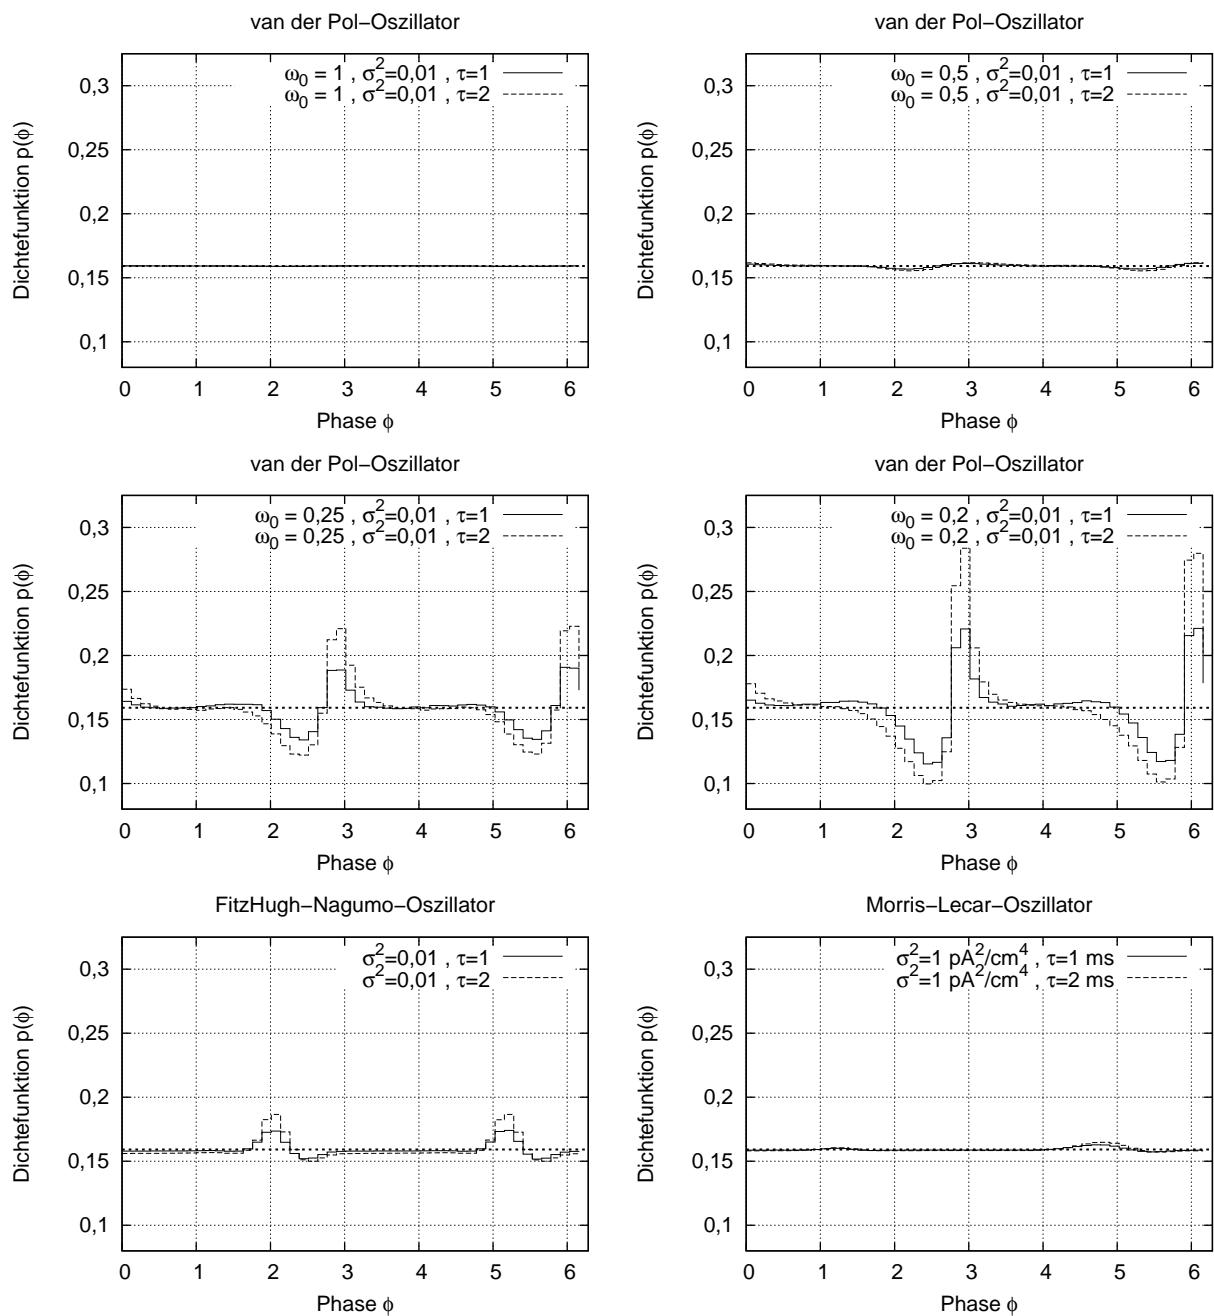 van der Pol−Oszillator
ω0 = 1 , σ2=0,01 , τ=1
ω0 = 1 , σ2=0,01 , τ=2
Dichtefunktion p(ϕ)
0,3
0,25
0,2
0,15
0,1
0 1 2 3 4 5 6
Phase ϕ
van der Pol−Oszillator
ω0 = 0,5 , σ2=0,01 , τ=1
ω0 = 0,5 , σ2=0,01 , τ=2
Dichtefunktion p(ϕ)
0,3
0,25
0,2
0,15
0,1
0 1 2 3 4 5 6
Phase ϕ
van der Pol−Oszillator
ω0 = 0,25 , σ2=0,01 , τ=1
ω0 = 0,25 , σ2=0,01 , τ=2
Dichtefunktion p(ϕ)
0,3
0,25
0,2
0,15
0,1
0 1 2 3 4 5 6
Phase ϕ
van der Pol−Oszillator
ω0 = 0,2 , σ2=0,01 , τ=1
ω0 = 0,2 , σ2=0,01 , τ=2
Dichtefunktion p(ϕ)
0,3
0,25
0,2
0,15
0,1
0 1 2 3 4 5 6
Phase ϕ
FitzHugh−Nagumo−Oszillator
σ2=0,01 , τ=1
σ2=0,01 , τ=2
Dichtefunktion p(ϕ)
0,3
0,25
0,2
0,15
0,1
0 1 2 3 4 5 6
Phase ϕ
Morris−Lecar−Oszillator
σ2=1 pA2/cm4 , τ=1 ms
σ2=1 pA2/cm4 , τ=2 ms
Dichtefunktion p(ϕ)
0,3
0,25
0,2
0,15
0,1
0 1 2 3 4 5 6
Phase ϕ